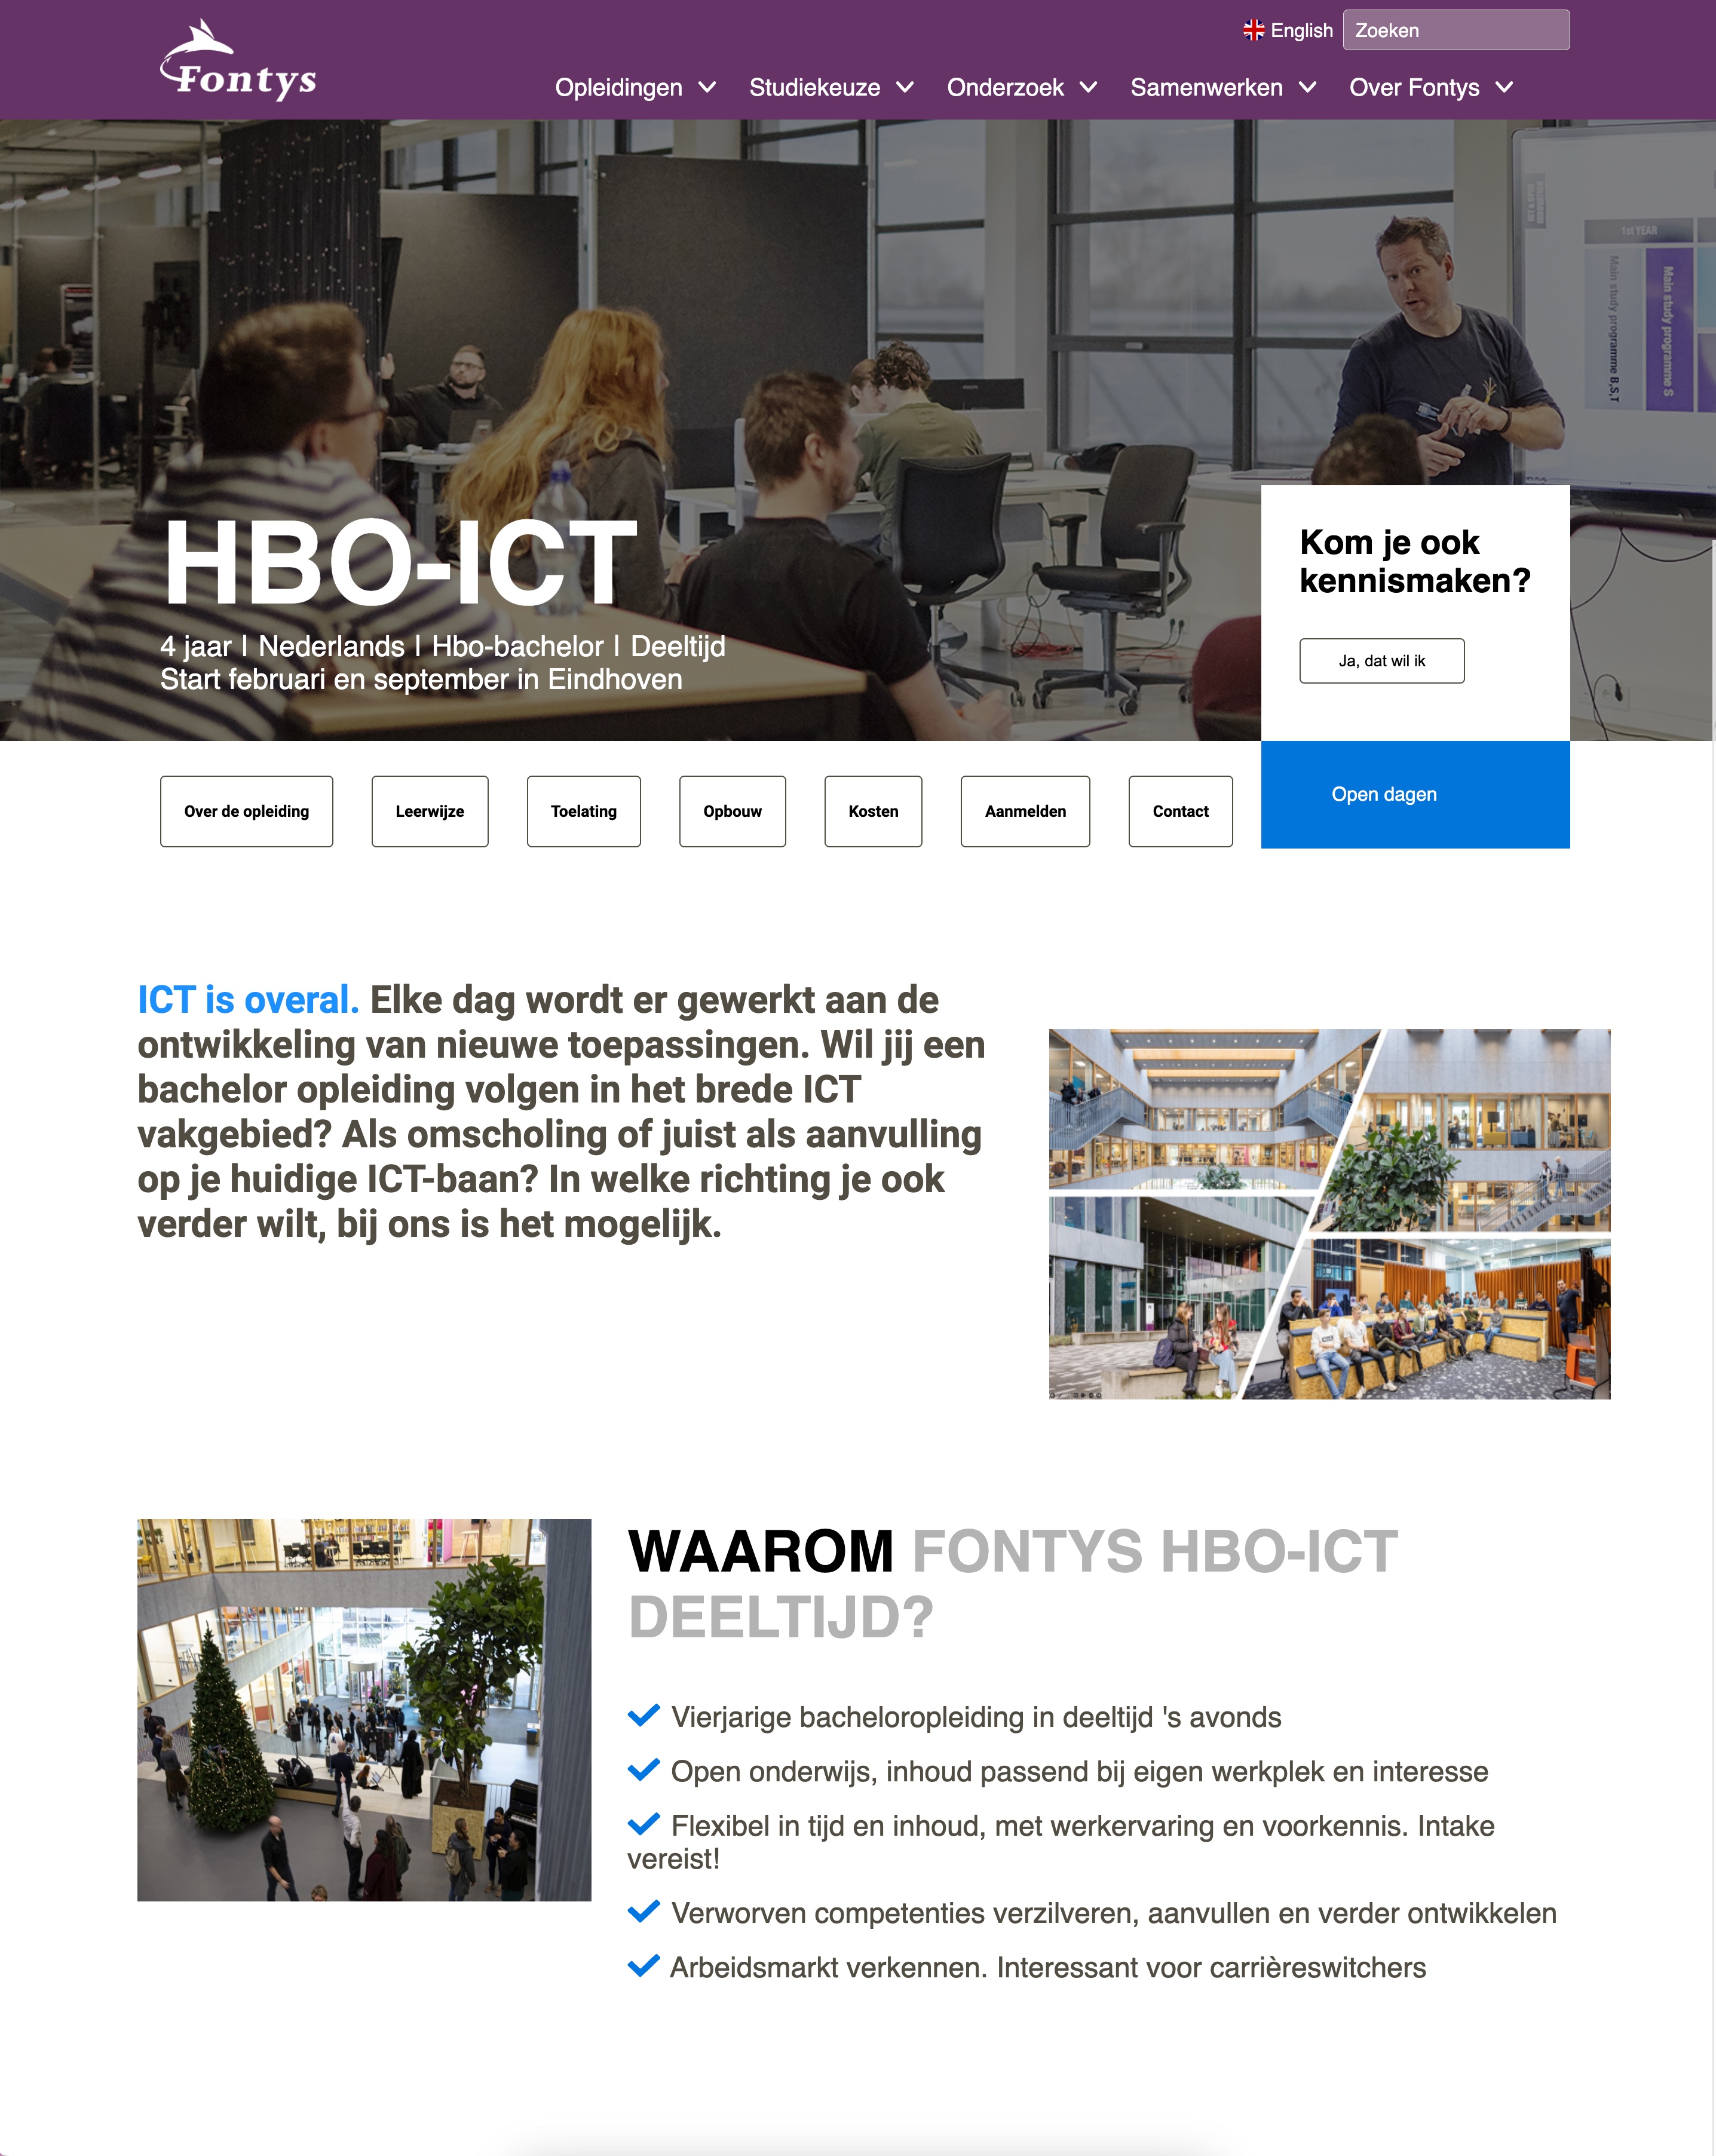 English
Zoeken
Fontys
Opleidingen
Studiekeuze
Onderzoek
Samenwerken
Over Fontys
1st YEAR
Main study programme B,S,T
Main study programme S
HBO-ICT
4 jaar | Nederlands | Hbo-bachelor | Deeltijd
Start februari en september in Eindhoven
Kom je ook
kennismaken?
Ja, dat wil ik
Open dagen
Over de opleiding
Leerwijze
Toelating
Opbouw
Kosten
Aanmelden
Contact
ICT is overal. Elke dag wordt er gewerkt aan de
ontwikkeling van nieuwe toepassingen. Wil jij een
bachelor opleiding volgen in het brede ICT
vakgebied? Als omscholing of juist als aanvulling
op je huidige ICT-baan? In welke richting je ook
verder wilt, bij ons is het mogelijk.
WAAROM FONTYS HBO-ICT
DEELTIJD?
Vierjarige bacheloropleiding in deeltijd 's avonds
Open onderwijs, inhoud passend bij eigen werkplek en interesse
Flexibel in tijd en inhoud, met werkervaring en voorkennis. Intake
vereist!
Verworven competenties verzilveren, aanvullen en verder ontwikkelen
Arbeidsmarkt verkennen. Interessant voor carrièreswitchers